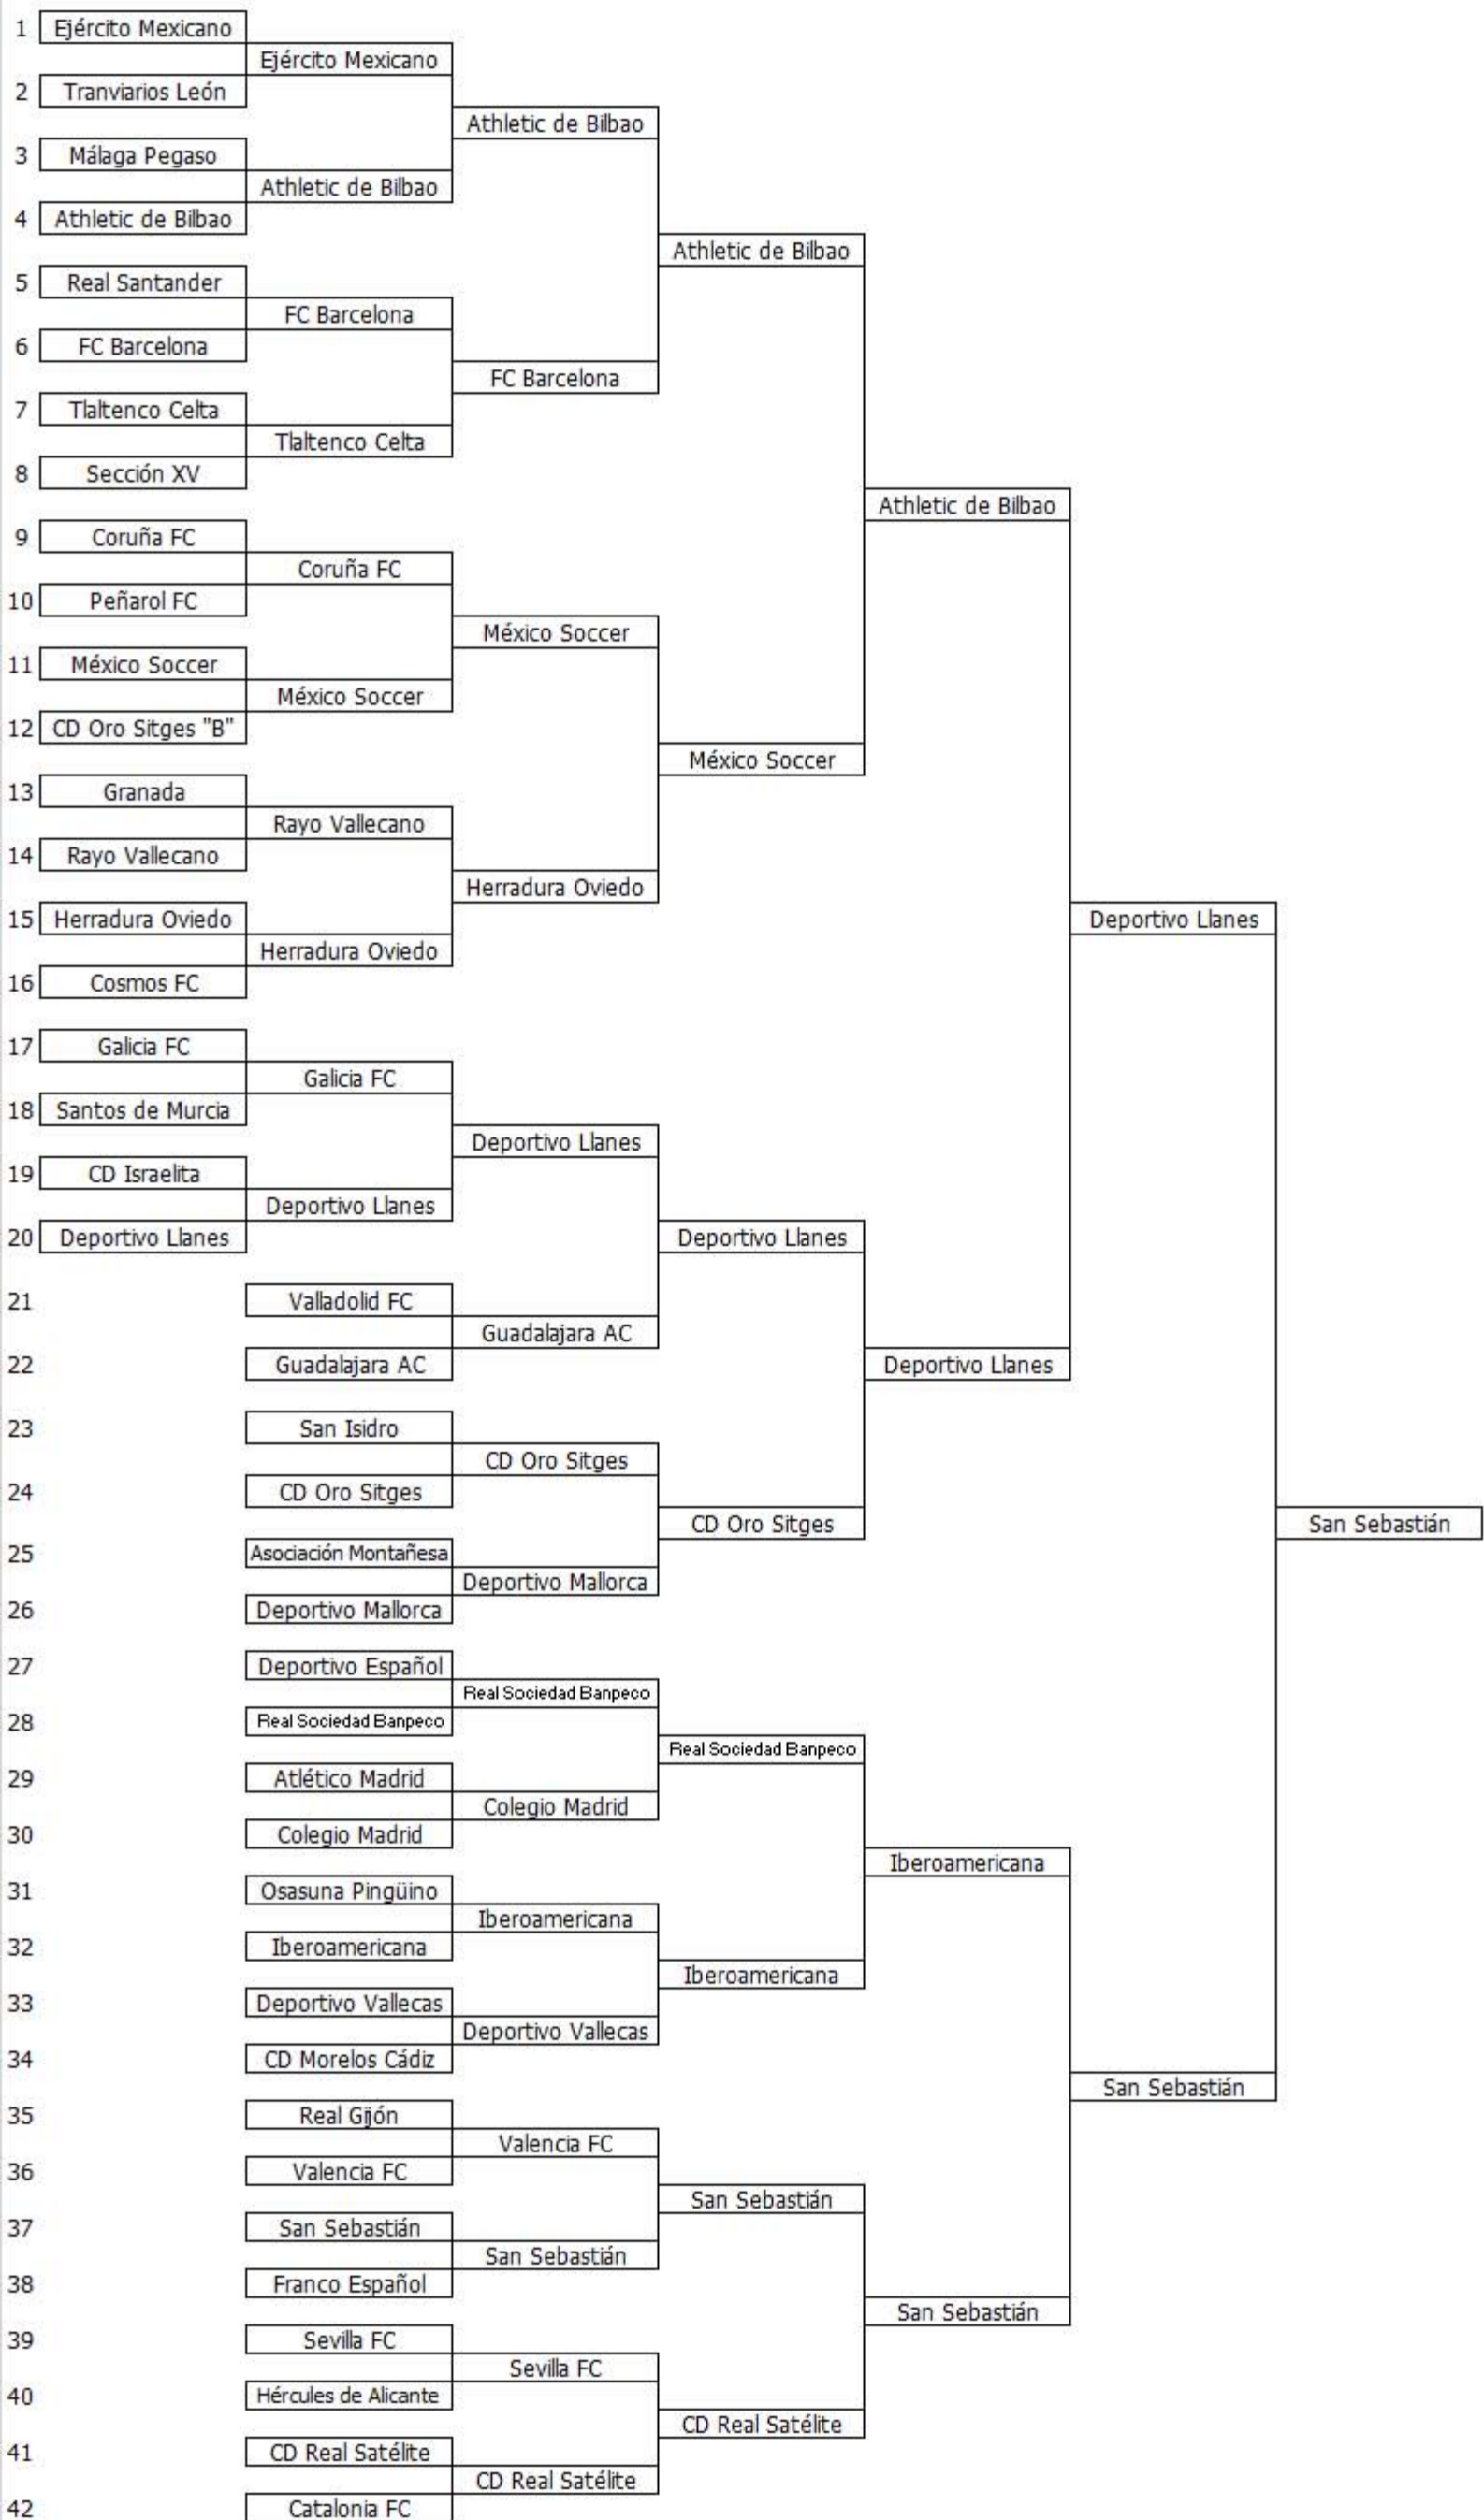 1 Ejército Mexicano
Ejército Mexicano
2 Tranviarios León
Athletic de Bilbao
3 Málaga Pegaso
Athletic de Bilbao
4 Athletic de Bilbao
Athletic de Bilbao
5 Real Santander
FC Barcelona
6 FC Barcelona
FC Barcelona
7 Tlaltenco Celta
Tlaltenco Celta
8 Sección XV
Athletic de Bilbao
9 Coruña FC
Coruña FC
10 Peñarol FC
México Soccer
11 México Soccer
México Soccer
12 CD Oro Sitges "B"
México Soccer
13 Granada
Rayo Vallecano
14 Rayo Vallecano
Herradura Oviedo
15 Herradura Oviedo Deportivo Llanes
Herradura Oviedo
16 Cosmos FC
17 Galicia FC
Galicia FC
18 Santos de Murcia
Deportivo Llanes
19 CD Israelita
Deportivo Llanes
20 Deportivo Llanes Deportivo Llanes
21 Valladolid FC
Guadalajara AC
22 Guadalajara AC Deportivo Llanes
23 San Isidro
CD Oro Sitges
24 CD Oro Sitges
CD Oro Sitges San Sebastián
25 Asociación Montañesa
Deportivo Mallorca
26 Deportivo Mallorca
27 Deportivo Español
Real Sociedad Banpeco
28 Real Sociedad Banpeco
Real Sociedad Banpeco
29 Atlético Madrid
Colegio Madrid
30 Colegio Madrid
Iberoamericana
31 Osasuna Pingüino
Iberoamericana
32 Iberoamericana
Iberoamericana
33 Deportivo Vallecas
Deportivo Vallecas
34 CD Morelos Cádiz
San Sebastián
35 Real Gijón
Valencia FC
36 Valencia FC
San Sebastián
37 San Sebastián
San Sebastián
38 Franco Español
San Sebastián
39 Sevilla FC
Sevilla FC
40 Hércules de Alicante
CD Real Satélite
41 CD Real Satélite
CD Real Satélite
42 Catalonia FC